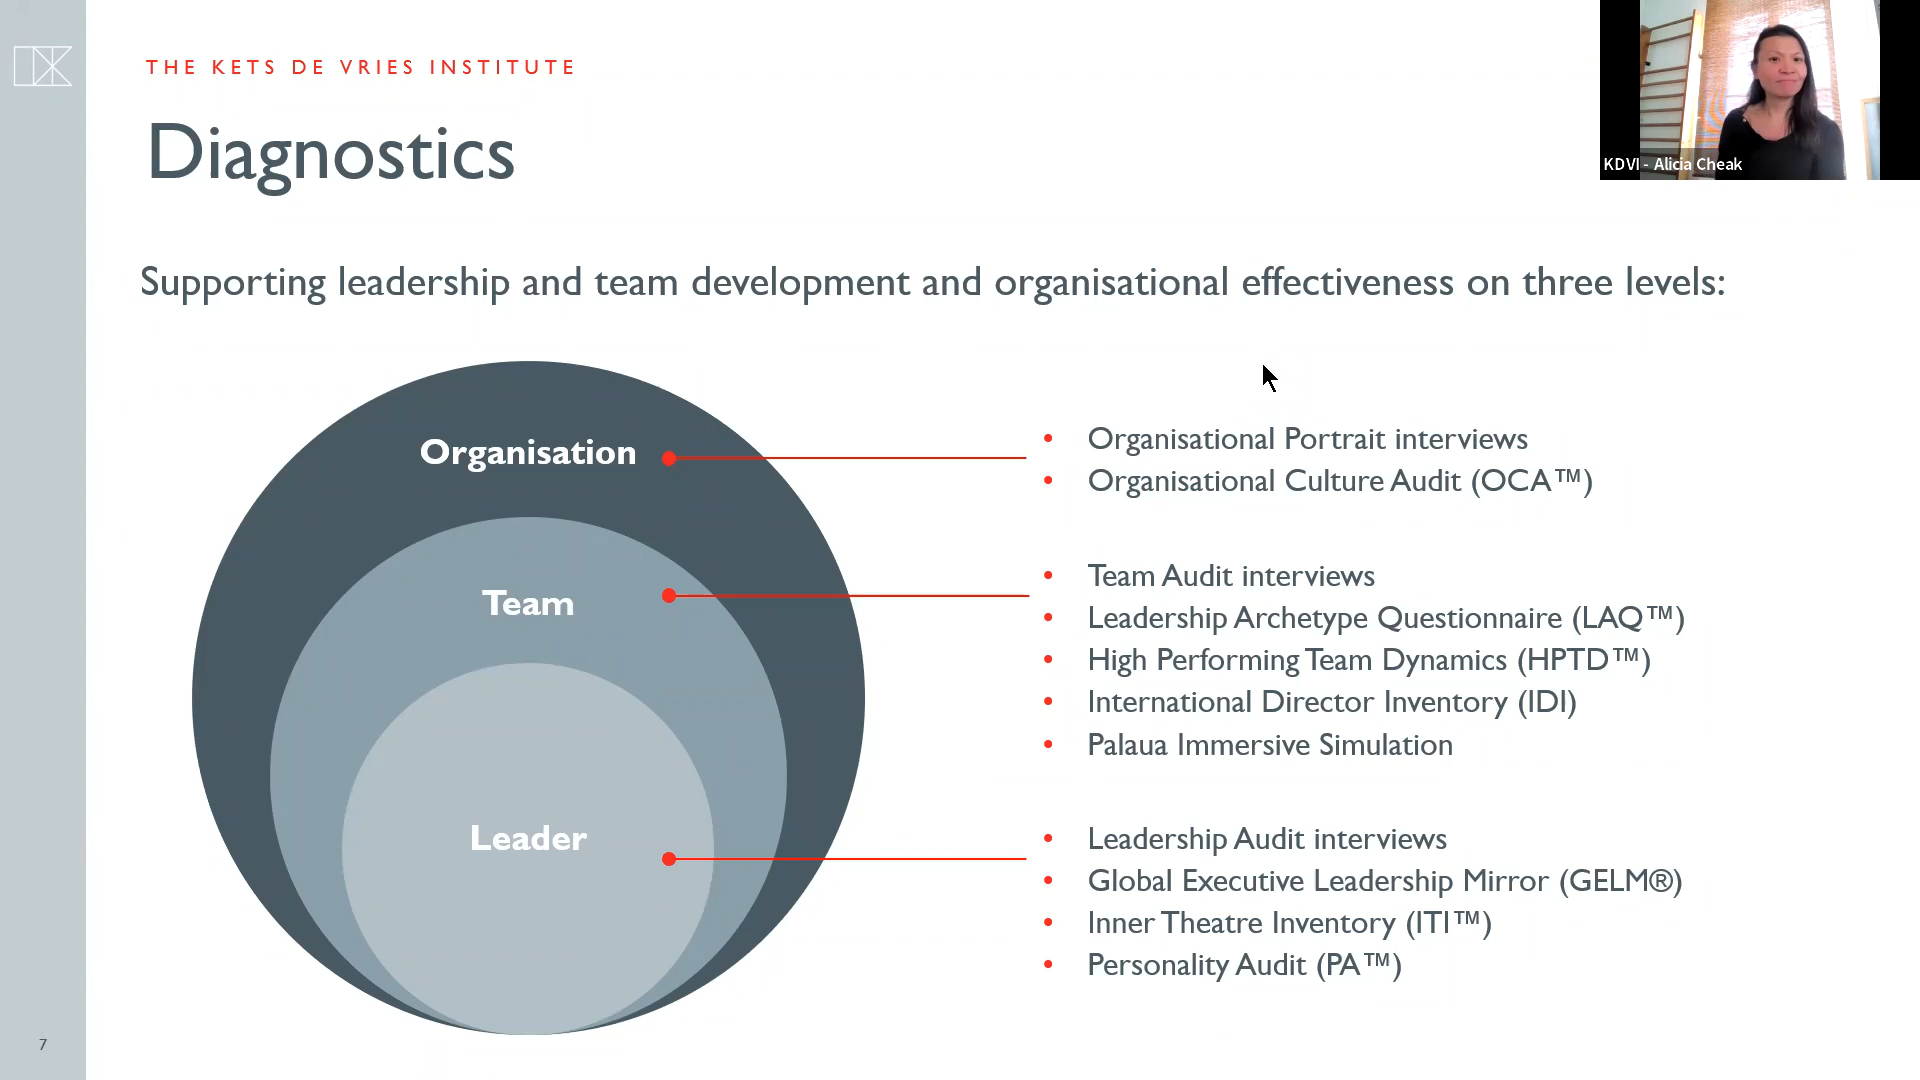 THE KETS DE VRIES INSTITUTE
Diagnostics
KDVI - Alicia Cheak
Supporting leadership and team development and organisational effectiveness on three levels:
Organisation
• Organisational Portrait interviews
• Organisational Culture Audit (OCA™)
Team
• Team Audit interviews
• Leadership Archetype Questionnaire (LAQ™)
• High Performing Team Dynamics (HPTD™)
• International Director Inventory (IDI)
• Palaua Immersive Simulation
Leader
• Leadership Audit interviews
• Global Executive Leadership Mirror (GELM®)
• Inner Theatre Inventory (ITI™)
• Personality Audit (PA™)
7